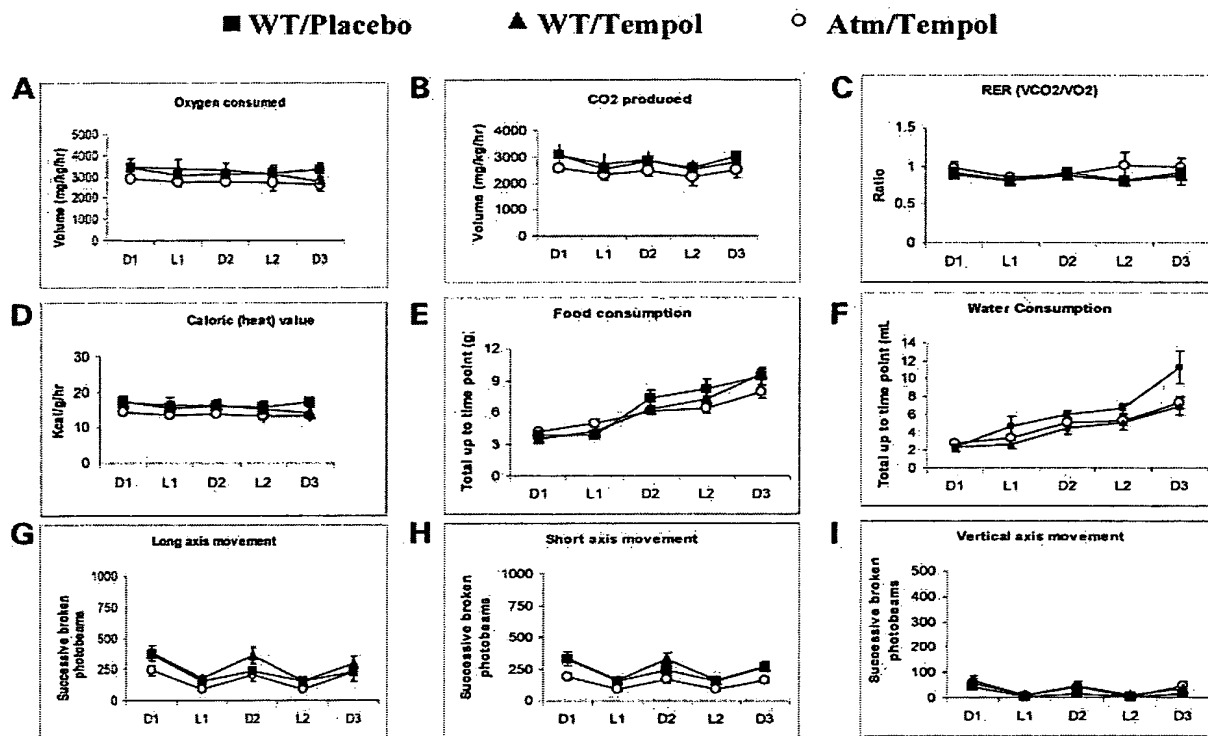 WT/Placebo WT/Tempol Atm/Tempol
A
Oxygen consumed
Volume (mg/kg/hr)
5000
4000
3000
2000
1000
0
D1 L1 D2 L2 D3
B
CO2 produced
Volume (mg/kg/hr)
4000
3000
2000
1000
0
D1 L1 D2 L2 D3
C
RER (VCO2/VO2)
Ratio
1.5
1
0.5
0
D1 L1 D2 L2 D3
D
Caloric (heat) value
Kcal/g/hr
30
20
10
0
D1 L1 D2 L2 D3
E
Food consumption
Total up to time point (g)
12
9
6
3
0
D1 L1 D2 L2 D3
F
Water Consumption
Total up to time point (mL
14
12
10
8
6
4
2
0
D1 L1 D2 L2 D3
G
Long axis movement
Successive broken
photobeams
1000
750
500
250
0
D1 L1 D2 L2 D3
H
Short axis movement
Successive broken
photobeams
1000
750
500
250
0
D1 L1 D2 L2 D3
I
Vertical axis movement
Successive broken
photobeams
500
400
300
200
100
0
D1 L1 D2 L2 D3